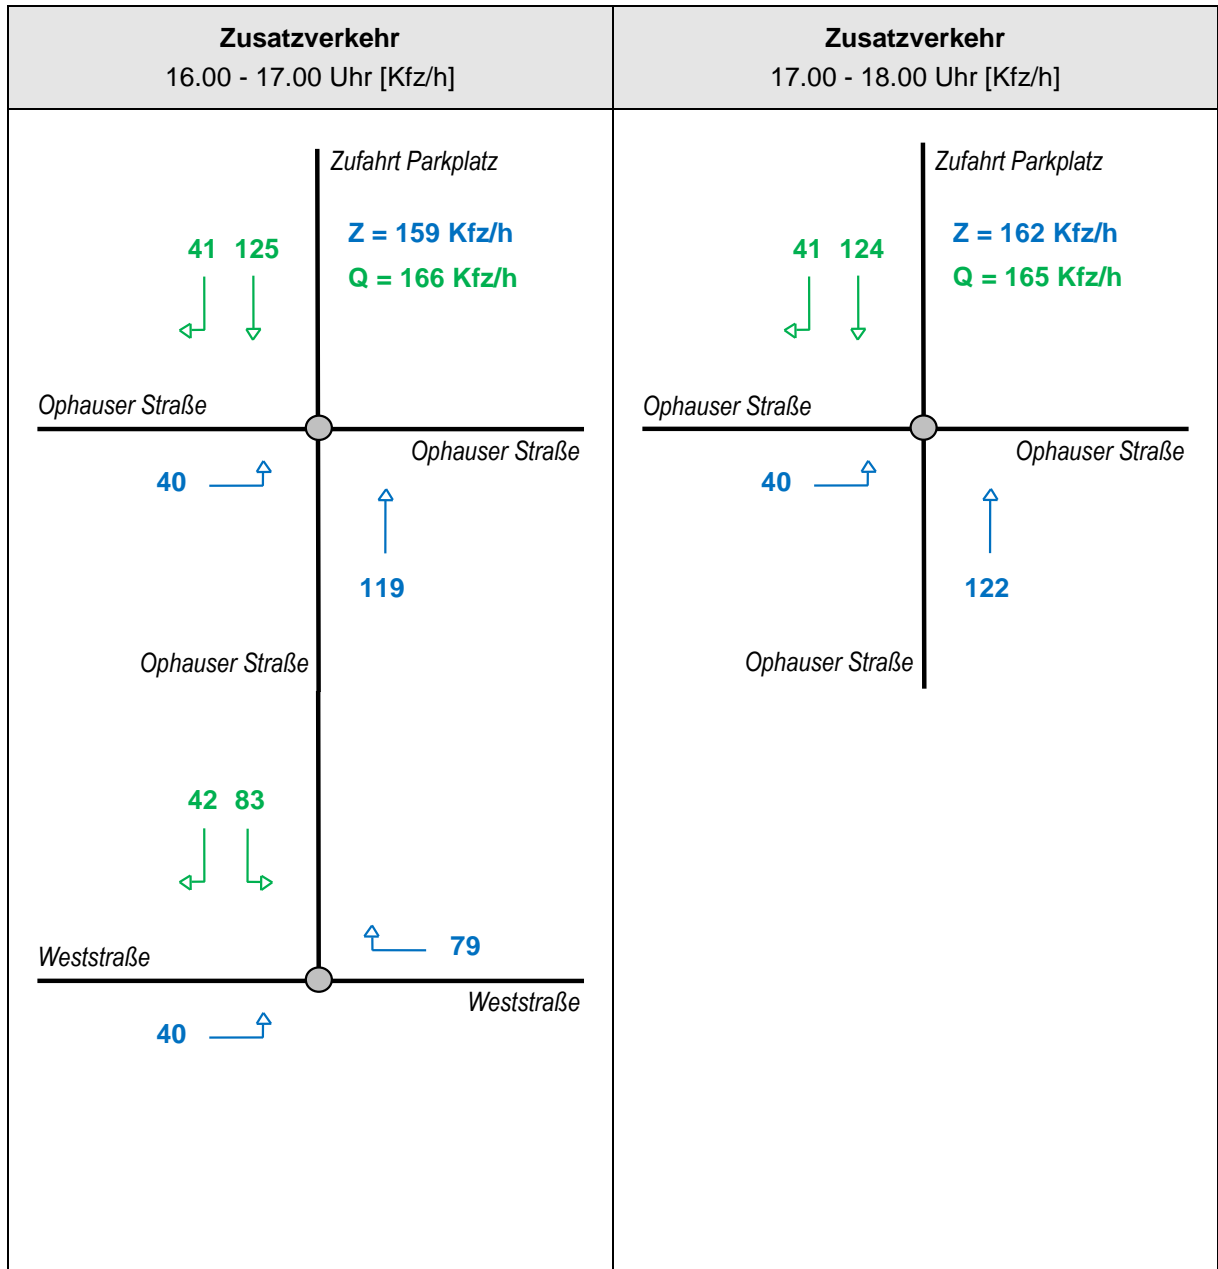 Zusatzverkehr
16.00 - 17.00 Uhr [Kfz/h]
Zufahrt Parkplatz
Z = 159 Kfz/h
41 125
Q = 166 Kfz/h
Ophauser Straße
Ophauser Straße
40
119
Ophauser Straße
42 83
79
Weststraße
Weststraße
40
Zusatzverkehr
17.00 - 18.00 Uhr [Kfz/h]
Zufahrt Parkplatz
Z = 162 Kfz/h
41 124
Q = 165 Kfz/h
Ophauser Straße
Ophauser Straße
40
122
Ophauser Straße